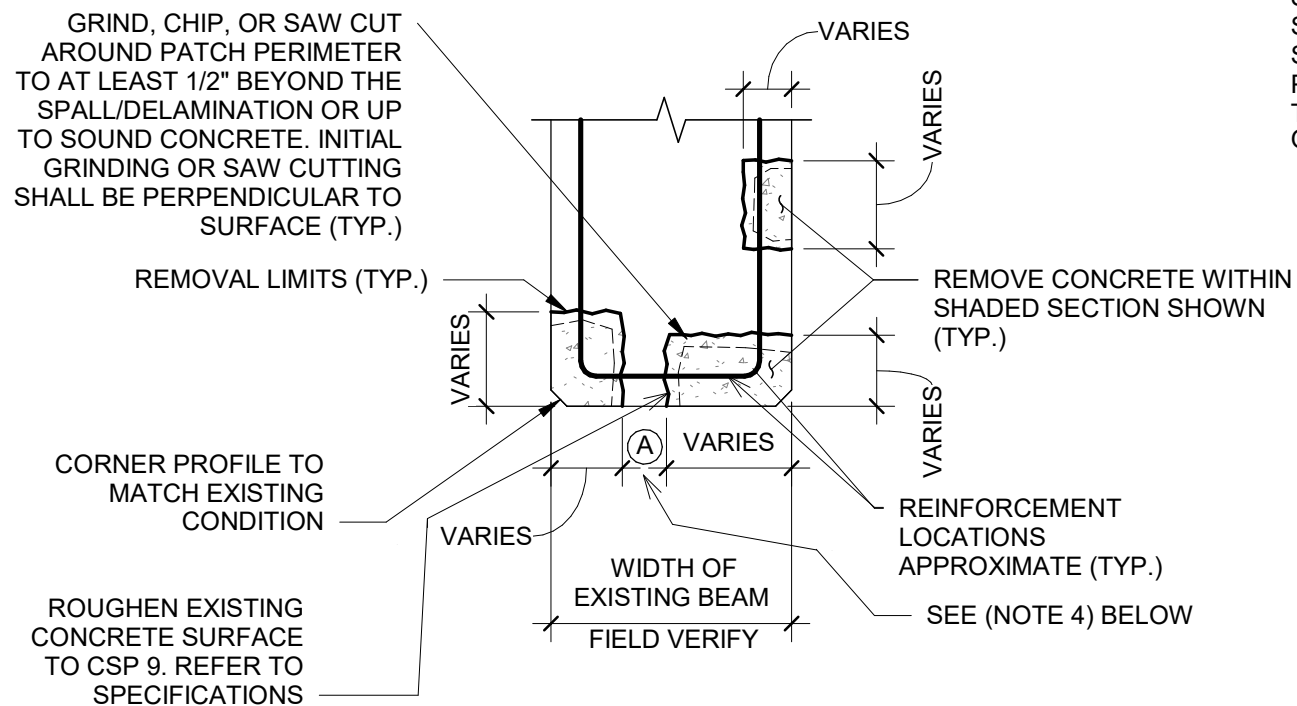 GRIND, CHIP, OR SAW CUT
AROUND PATCH PERIMETER
TO AT LEAST 1/2" BEYOND THE
SPALL/DELAMINATION OR UP
TO SOUND CONCRETE. INITIAL
GRINDING OR SAW CUTTING
SHALL BE PERPENDICULAR TO
SURFACE (TYP.)
VARIES
VARIES
REMOVAL LIMITS (TYP.)
REMOVE CONCRETE WITHIN
SHADED SECTION SHOWN
(TYP.)
VARIES
VARIES
A
VARIES
CORNER PROFILE TO
MATCH EXISTING
CONDITION
VARIES
REINFORCEMENT
LOCATIONS
APPROXIMATE (TYP.)
WIDTH OF
EXISTING BEAM
FIELD VERIFY
SEE (NOTE 4) BELOW
ROUGHEN EXISTING
CONCRETE SURFACE
TO CSP 9. REFER TO
SPECIFICATIONS